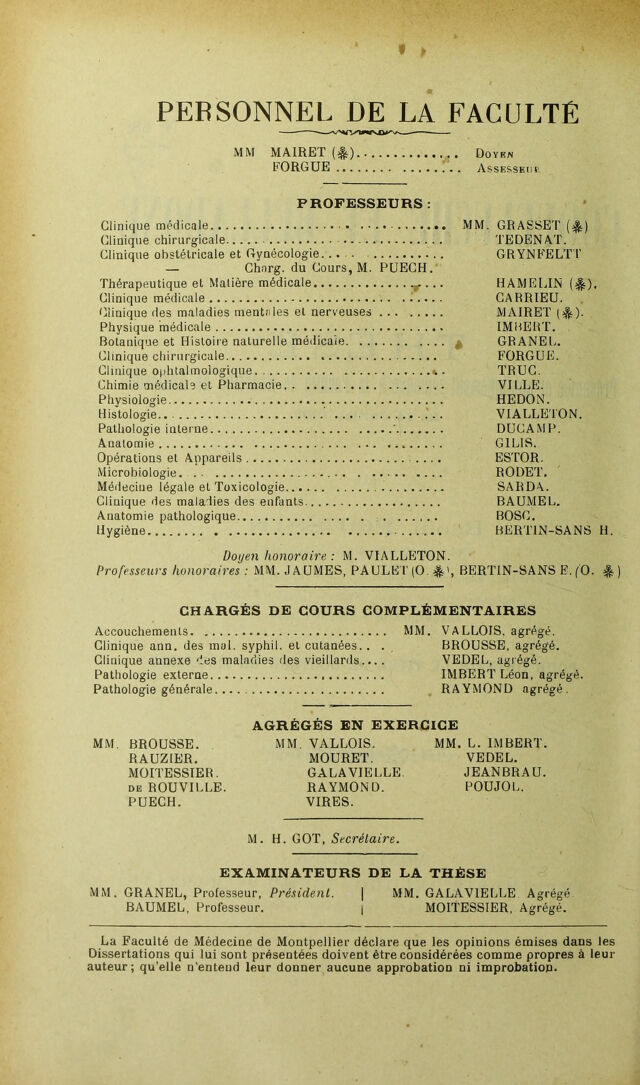 PERSONNEL DE LA FACULTÉ
MM MAIRET (✻).............. DOYEN
FORGUE ................. ASSESSEUR
PROFESSEURS :
Clinique médicale.................................. MM. GRASSET (✻)
Clinique chirurgicale.................................. TEDENAT.
Clinique obstétricale et Gynécologie.................. GRYNFELTT
— Charg. du Cours, M. PUECH.
Thérapeutique et Matière médicale.................. HAMELIN (✻).
Clinique médicale .................................. CARRIEU.
Clinique des maladies mentales et nerveuses .......... MAIRET (✻).
Physique médicale .................................. IMBERT.
Botanique et Histoire naturelle médicale. .............. GRANEL.
Clinique chirurgicale.................................. FORGUE.
Clinique ophtalmologique.............................. TRUC.
Chimie médicale et Pharmacie.......................... VILLE.
Physiologie.......................................... HEDON.
Histologie............................................ VIALLETON.
Pathologie interne.................................... DUCAMP.
Anatomie ............................................ GILIS.
Opérations et Appareils .............................. ESTOR.
Microbiologie........................................ RODET.
Médecine légale et Toxicologie........................ SARDA.
Clinique des maladies des enfants...................... BAUMEL.
Anatomie pathologique................................ BOSC.
Hygiène.............................................. BERTIN-SANS H.
Doyen honoraire : M. VIALLETON.
Professeurs honoraires : MM. JAUMES, PAULET (O. ✻), BERTIN-SANS E. (O. ✻)
CHARGÉS DE COURS COMPLÉMENTAIRES
Accouchements. .......................... MM. VALLOIS, agrégé.
Clinique ann. des mal. syphil. et cutanées... . BROUSSE, agrégé.
Clinique annexe des maladies des vieillards.... VEDEL, agrégé.
Pathologie externe.......................... IMBERT Léon, agrégé.
Pathologie générale.......................... RAYMOND agrégé.
AGRÉGÉS EN EXERCICE
MM. BROUSSE. MM. VALLOIS. MM. L. IMBERT.
RAUZIER. MOURET. VEDEL.
MOITESSIER. GALAVIELLE. JEANBRAU.
DE ROUVILLE. RAYMOND. POUJOL.
PUECH. VIRES.
M. H. GOT, Secrétaire.
EXAMINATEURS DE LA THÈSE
MM. GRANEL, Professeur, Président. | MM. GALAVIELLE Agrégé
BAUMEL, Professeur. | MOITESSIER, Agrégé.
La Faculté de Médecine de Montpellier déclare que les opinions émises dans les
Dissertations qui lui sont présentées doivent être considérées comme propres à leur
auteur ; qu'elle n'entend leur donner aucune approbation ni improbation.